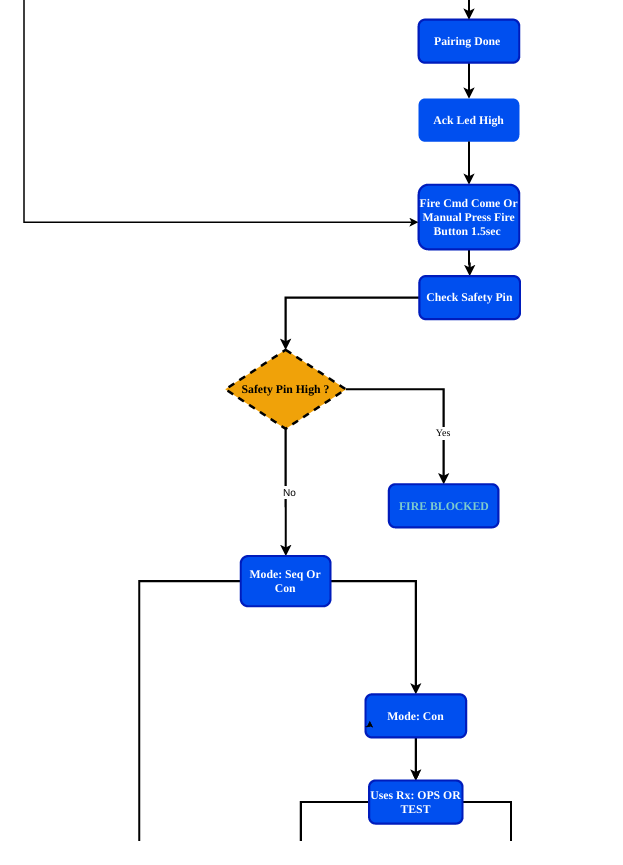 Pairing Done
Ack Led High
Fire Cmd Come Or
Manual Press Fire
Button 1.5sec
Check Safety Pin
Safety Pin High ?
Yes
No
FIRE BLOCKED
Mode: Seq Or
Con
Mode: Con
Uses Rx: OPS OR
TEST